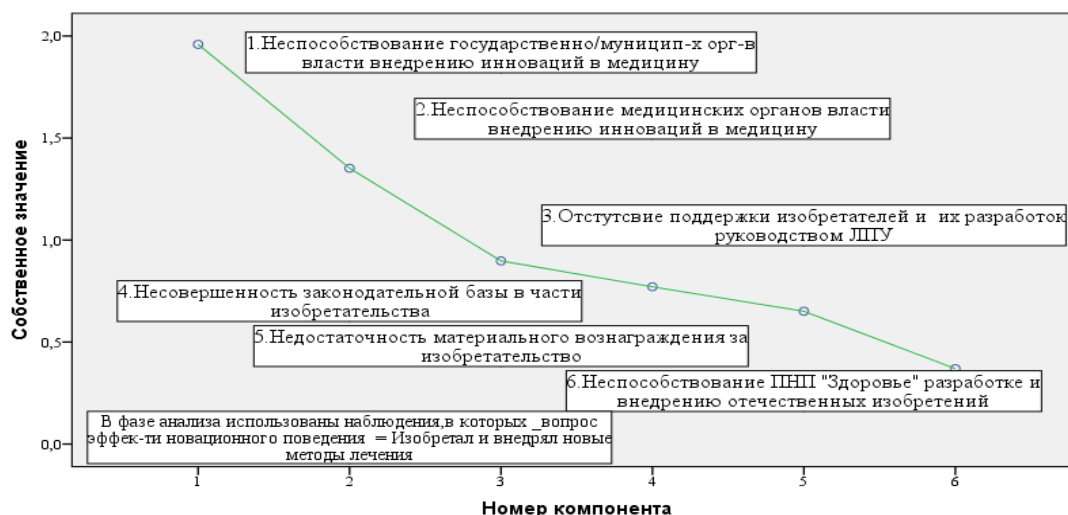 2,0
1.Неспособствование государственно/муницип-х орг-в
власти внедрению инноваций в медицину
2.Неспособствование медицинских органов власти
внедрению инноваций в медицину
1,5
3.Отстутсвие поддержки изобретателей и их разработок
руководством ЛПУ
1,0
Собственное значение
4.Несовершенность законодательной базы в части
изобретательства
5.Недостаточность материального вознаграждения за
изобретательство
0,5
6.Неспособствование ПНП "Здоровье" разработке и
внедрению отечественных изобретений
В фазе анализа использованы наблюдения,в которых _вопрос
эффек-ти новационного поведения = Изобретал и внедрял новые
методы лечения
0,0
1 2 3 4 5 6
Номер компонента